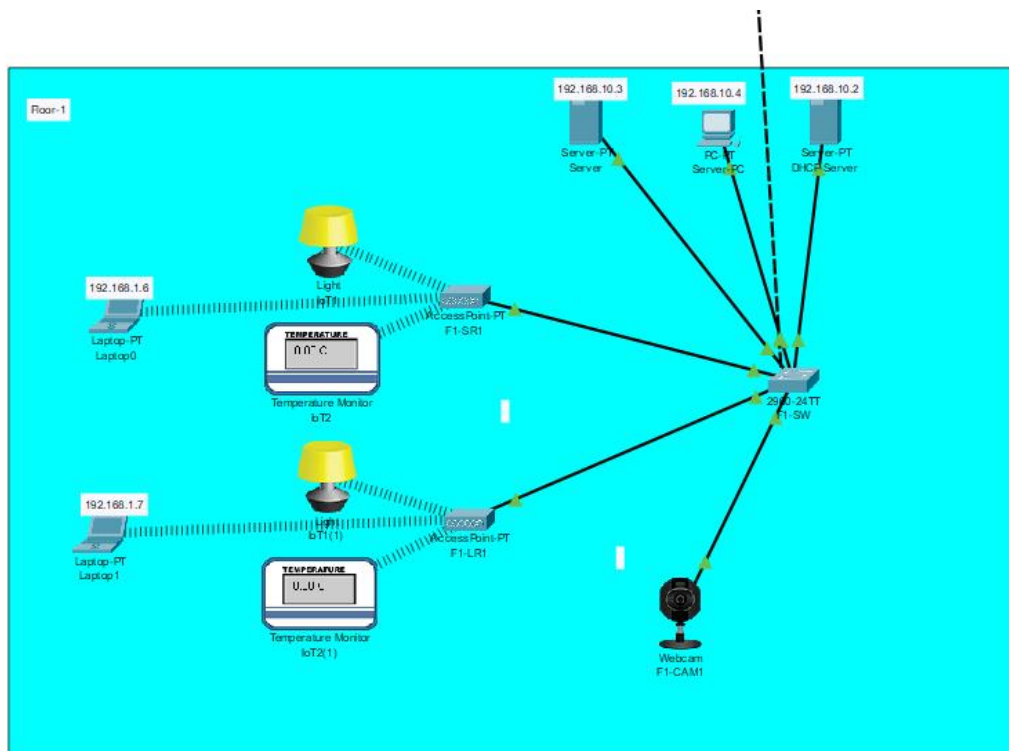 Floor-1
192.168.10.3
Server-PT
Server
192.168.10.4
PC-PT
Server-PC
192.168.10.2
Server-PT
DHCP Server
Light
IoT1
192.168.1.6
Laptop-PT
Laptop0
AccessPoint-PT
F1-SR1
TEMPERATURE
Temperature Monitor
IoT2
2960-24TT
F1-SW
Light
IoT1(1)
192.168.1.7
Laptop-PT
Laptop1
AccessPoint-PT
F1-LR1
TEMPERATURE
Temperature Monitor
IoT2(1)
Webcam
F1-CAM1